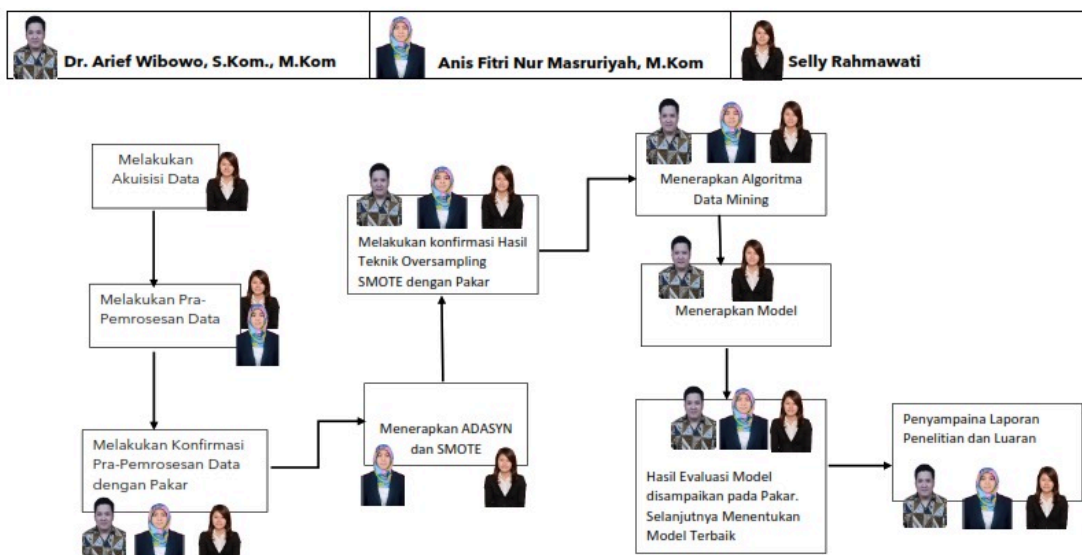 Dr. Arief Wibowo, S.Kom., M.Kom
Anis Fitri Nur Masruriyah, M.Kom
Selly Rahmawati
Melakukan
Akuisisi Data
Melakukan Pra-
Pemrosesan Data
Melakukan Konfirmasi
Pra-Pemrosesan Data
dengan Pakar
Menerapkan ADASYN
dan SMOTE
Melakukan konfirmasi Hasil
Teknik Oversampling
SMOTE dengan Pakar
Menerapkan Algoritma
Data Mining
Menerapkan Model
Hasil Evaluasi Model
disampaikan pada Pakar.
Selanjutnya Menentukan
Model Terbaik
Penyampaina Laporan
Penelitian dan Luaran